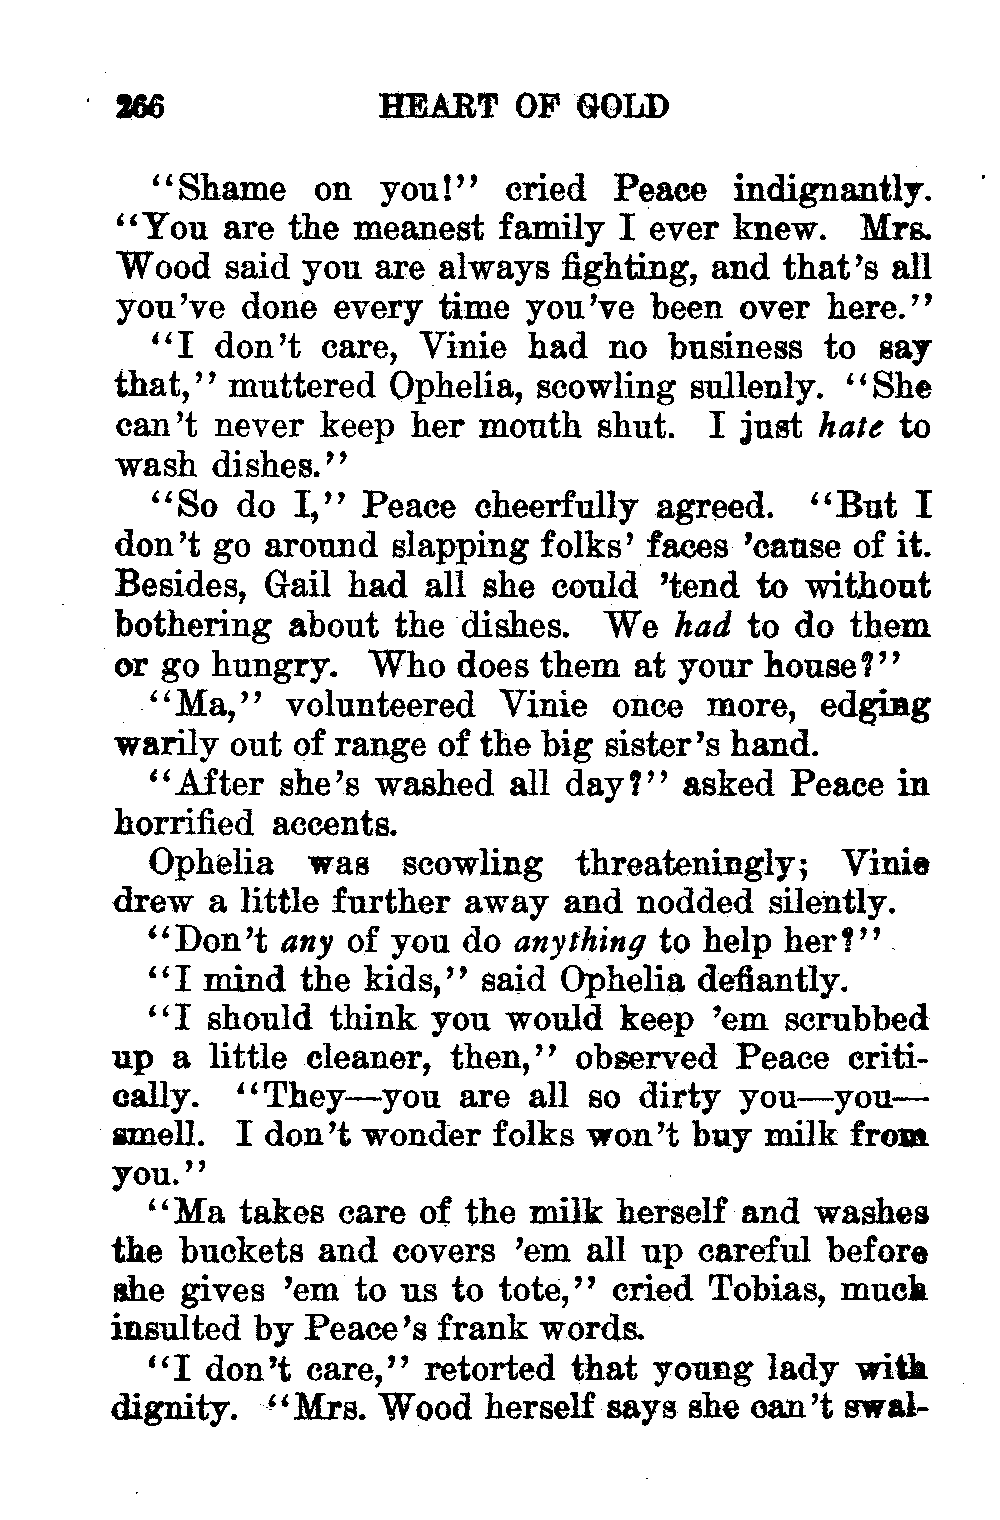 266 HEART OF GOLD
“Shame on you!” cried Peace indignantly.
“You are the meanest family I ever knew. Mrs.
Wood said you are always fighting, and that’s all
you’ve done every time you’ve been over here.”
“I don’t care, Vinie had no business to say
that,” muttered Ophelia, scowling sullenly. “She
can’t never keep her mouth shut. I just hate to
wash dishes.”
“So do I,” Peace cheerfully agreed. “But I
don’t go around slapping folks’ faces ’cause of it.
Besides, Gail had all she could ’tend to without
bothering about the dishes. We had to do them
or go hungry. Who does them at your house?”
“Ma,” volunteered Vinie once more, edging
warily out of range of the big sister’s hand.
“After she’s washed all day?” asked Peace in
horrified accents.
Ophelia was scowling threateningly; Vinie
drew a little further away and nodded silently.
“Don’t any of you do anything to help her?”
“I mind the kids,” said Ophelia defiantly.
“I should think you would keep ’em scrubbed
up a little cleaner, then,” observed Peace criti-
cally. “They—you are all so dirty you—you—
smell. I don’t wonder folks won’t buy milk from
you.”
“Ma takes care of the milk herself and washes
the buckets and covers ’em all up careful before
she gives ’em to us to tote,” cried Tobias, much
insulted by Peace’s frank words.
“I don’t care,” retorted that young lady with
dignity. “Mrs. Wood herself says she can’t swal-